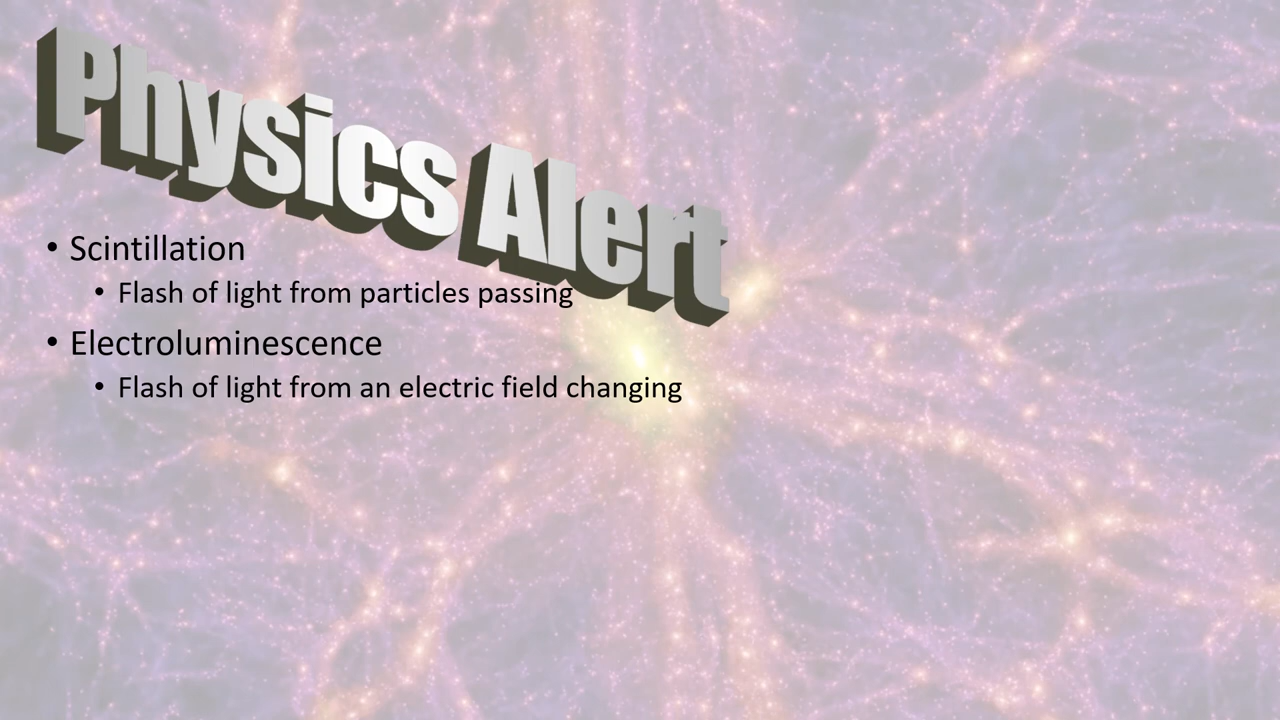 Physics Alert
• Scintillation
• Flash of light from particles passing
• Electroluminescence
• Flash of light from an electric field changing